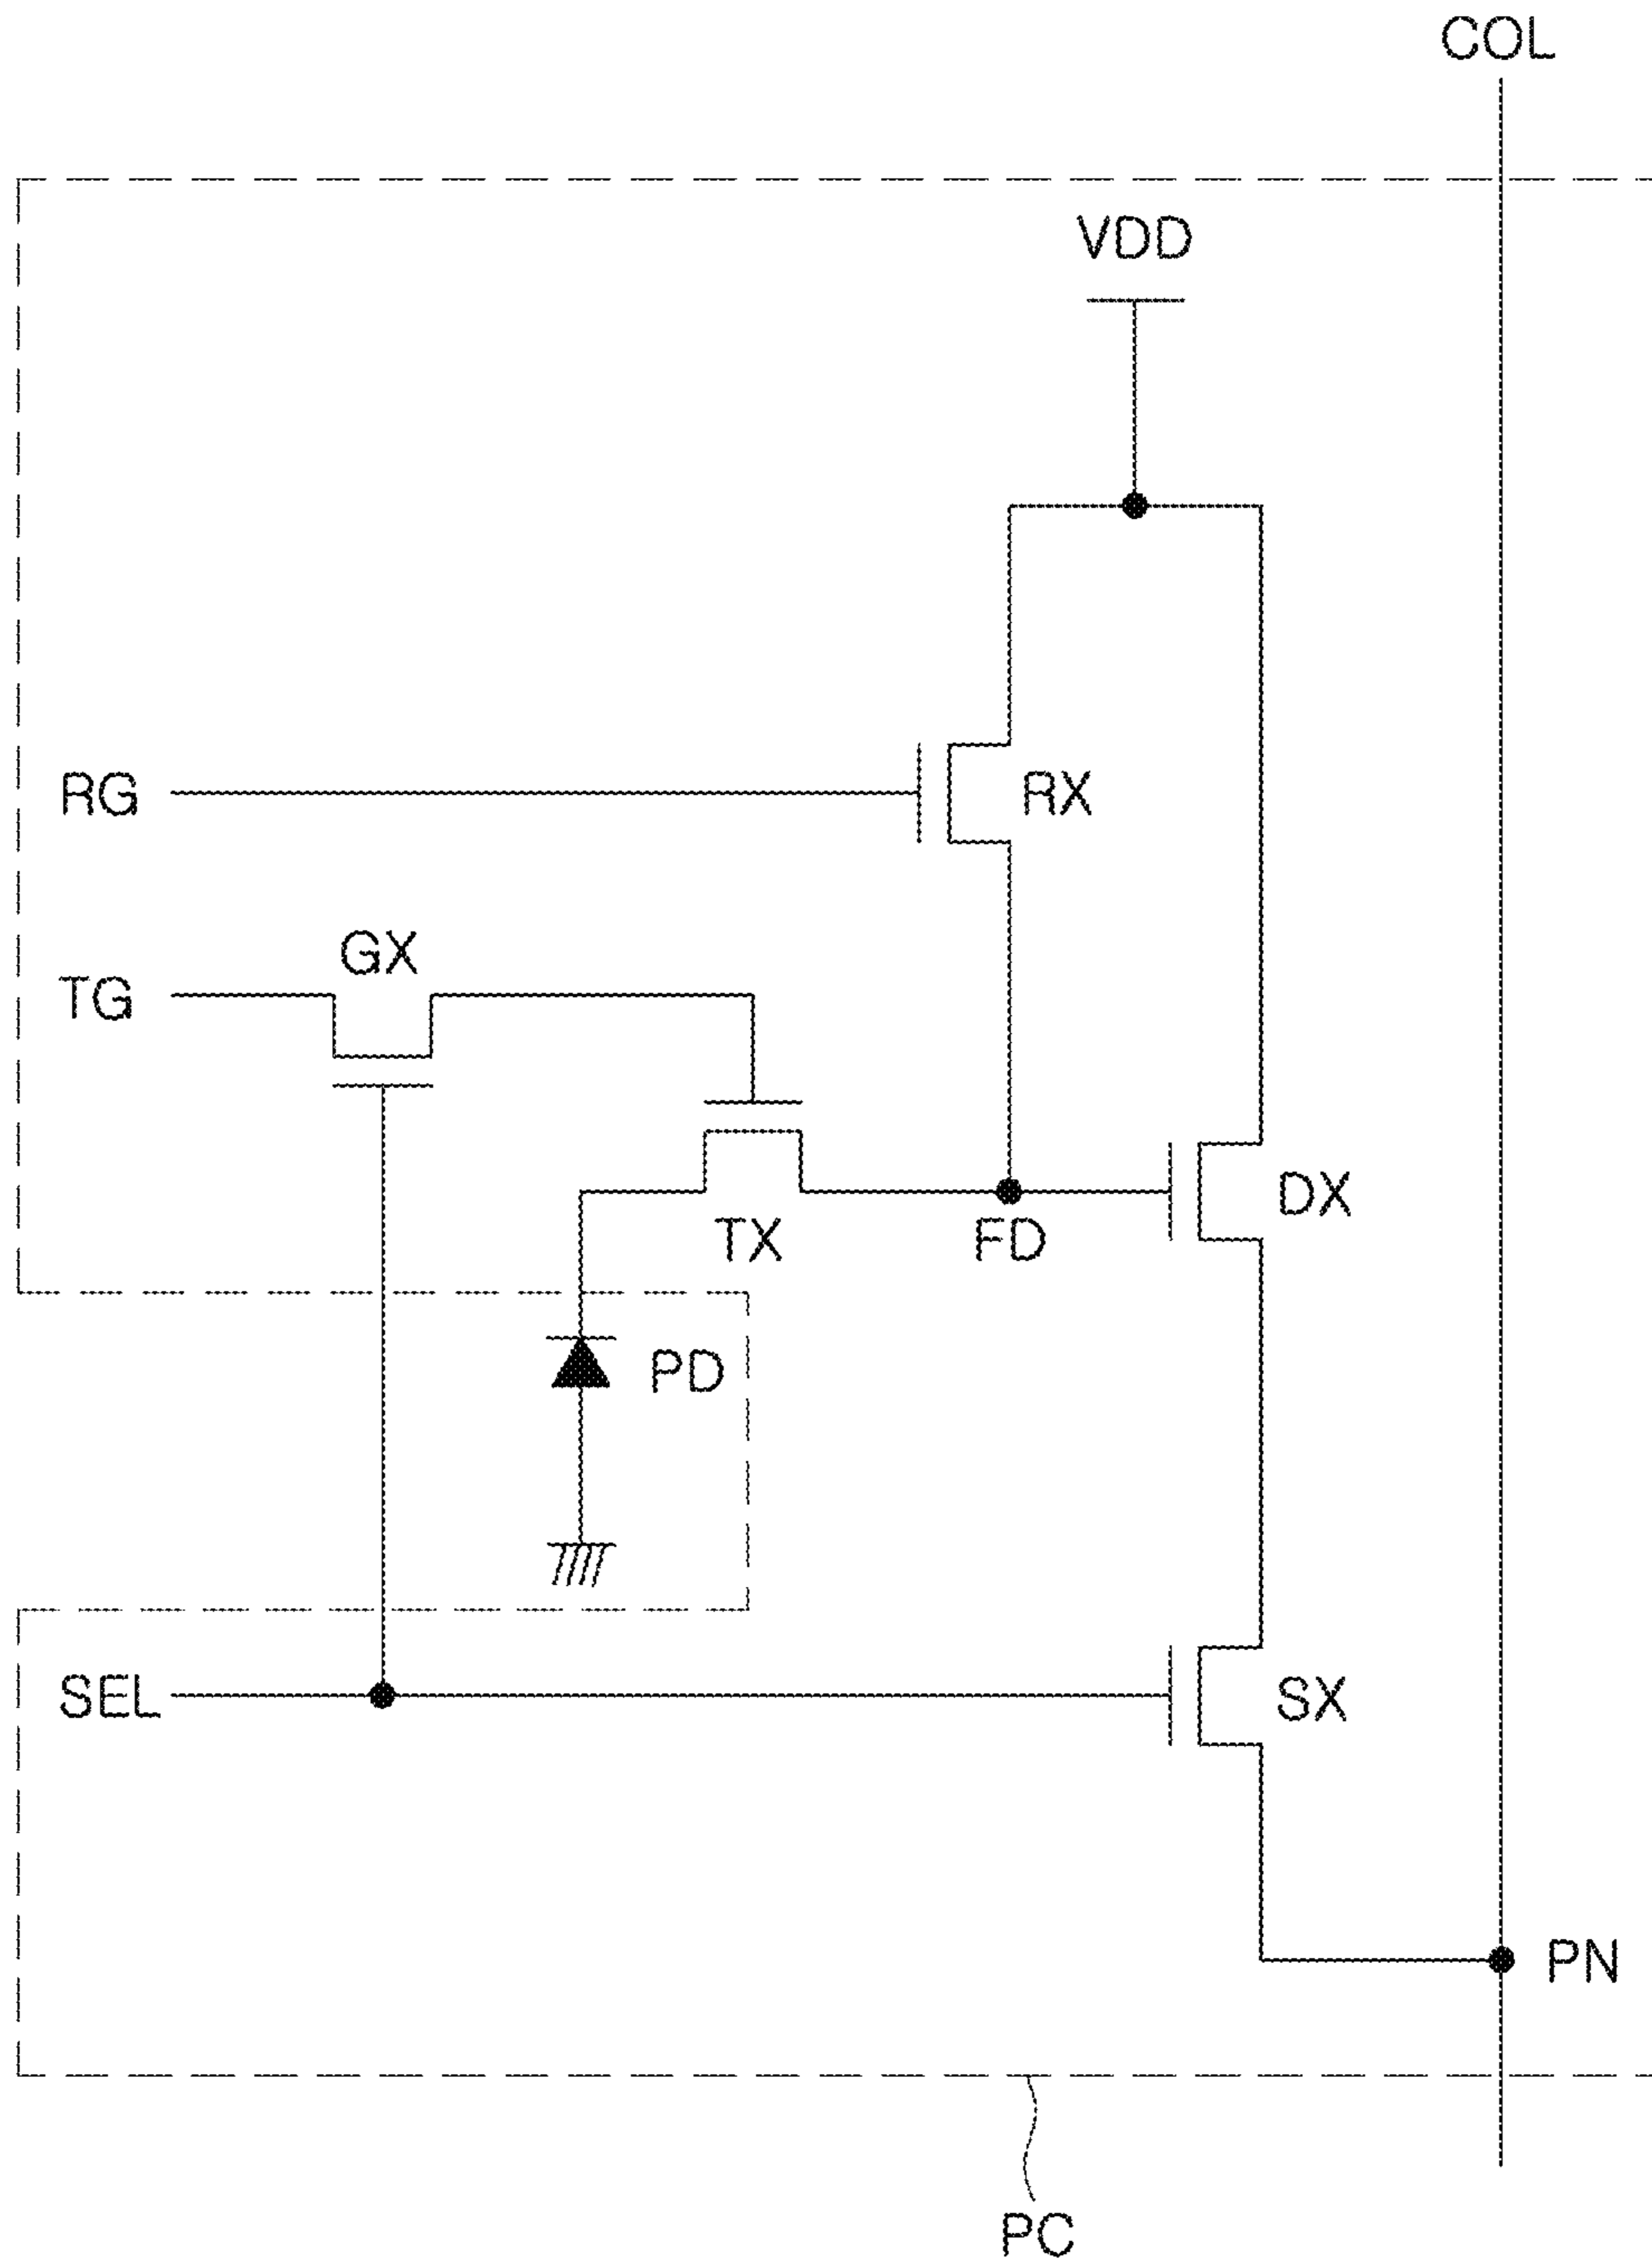 COL
VDD
RG
RX
GX
TG
DX
TX
FD
PD
SEL
SX
PN
PC